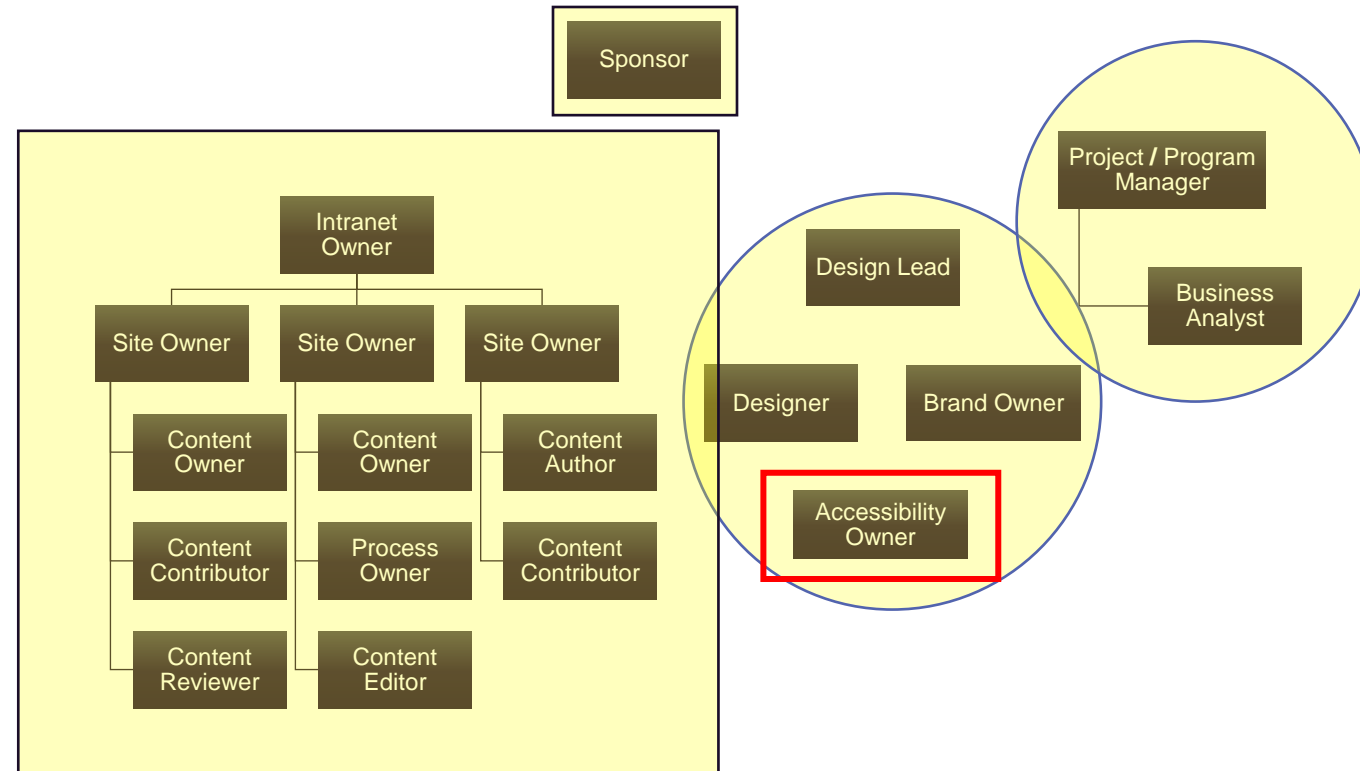 Sponsor
Project / Program
Manager
Intranet
Owner
Design Lead
Business
Analyst
Site Owner
Site Owner
Site Owner
Designer
Brand Owner
Content
Owner
Content
Owner
Content
Author
Accessibility
Owner
Content
Contributor
Process
Owner
Content
Contributor
Content
Reviewer
Content
Editor